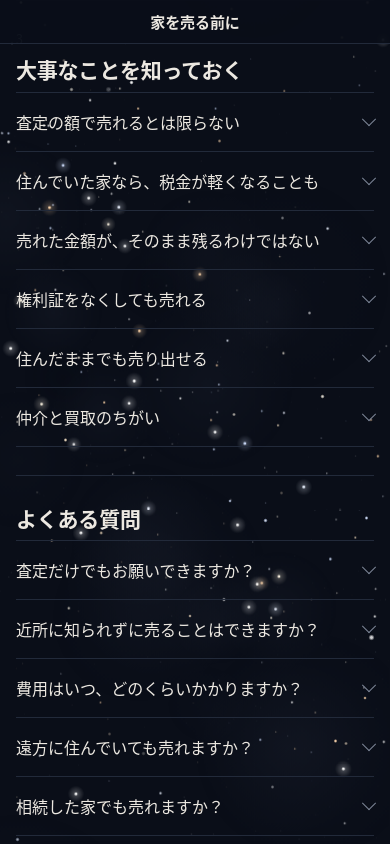 家を売る前に
大事なことを知っておく
査定の額で売れるとは限らない
住んでいた家なら、税金が軽くなることも
売れた金額が、そのまま残るわけではない
権利証をなくしても売れる
住んだままでも売り出せる
仲介と買取のちがい
よくある質問
査定だけでもお願いできますか？
近所に知られずに売ることはできますか？
費用はいつ、どのくらいかかりますか？
遠方に住んでいても売れますか？
相続した家でも売れますか？